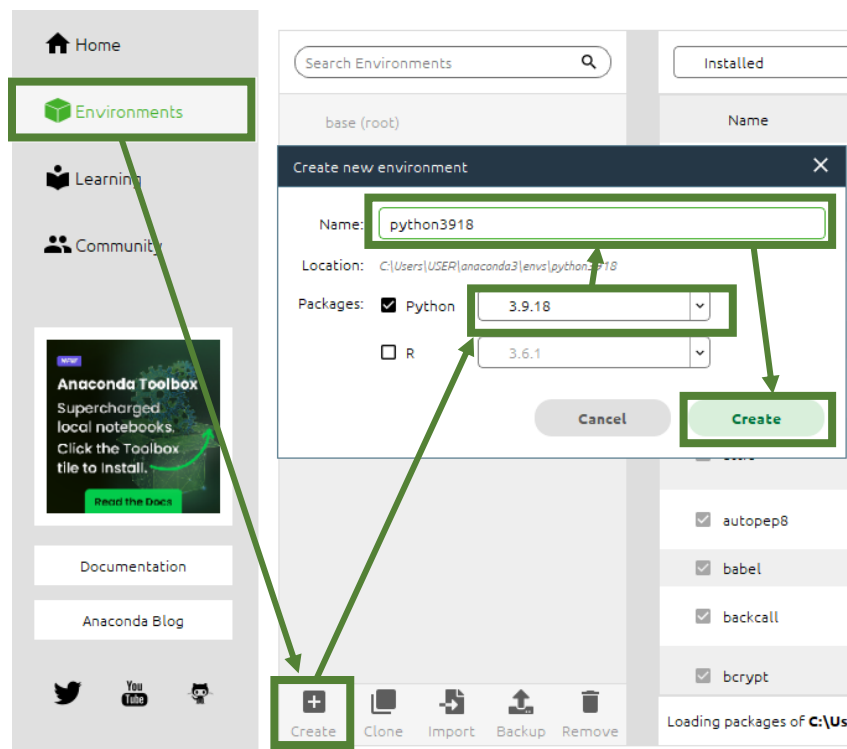 Home
Environments
Learning
Community
NEW
Anaconda Toolbox
Supercharged
local notebooks.
Click the Toolbox
tile to install.
Read the Docs
Documentation
Anaconda Blog
You
Tube
Search Environments
base (root)
Installed
Name
Create new environment
Name: python3918
Location: C:\Users\USER\anaconda3\envs\python3918
Packages: Python 3.9.18
R 3.6.1
Cancel Create
autopep8
babel
backcall
bcrypt
Create Clone Import Backup Remove
Loading packages of C:\Us